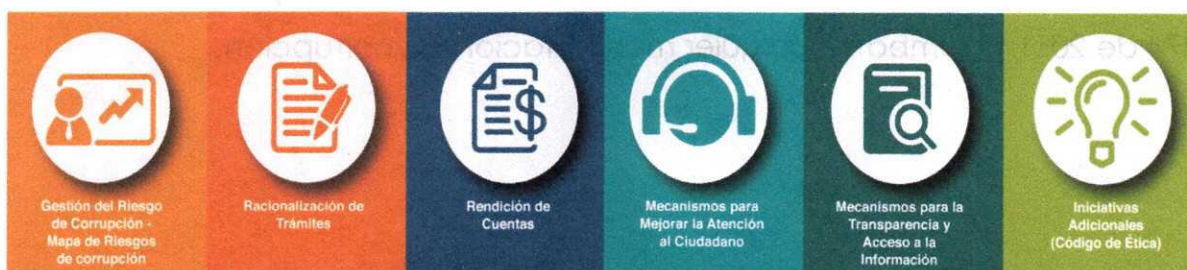 Gestión del Riesgo
de Corrupción -
Mapa de Riesgos
de corrupción
Racionalización de
Trámites
Rendición de
Cuentas
Mecanismos para
Mejorar la Atención
al Ciudadano
Mecanismos para la
Transparencia y
Acceso a la
Información
Iniciativas
Adicionales
(Código de Ética)